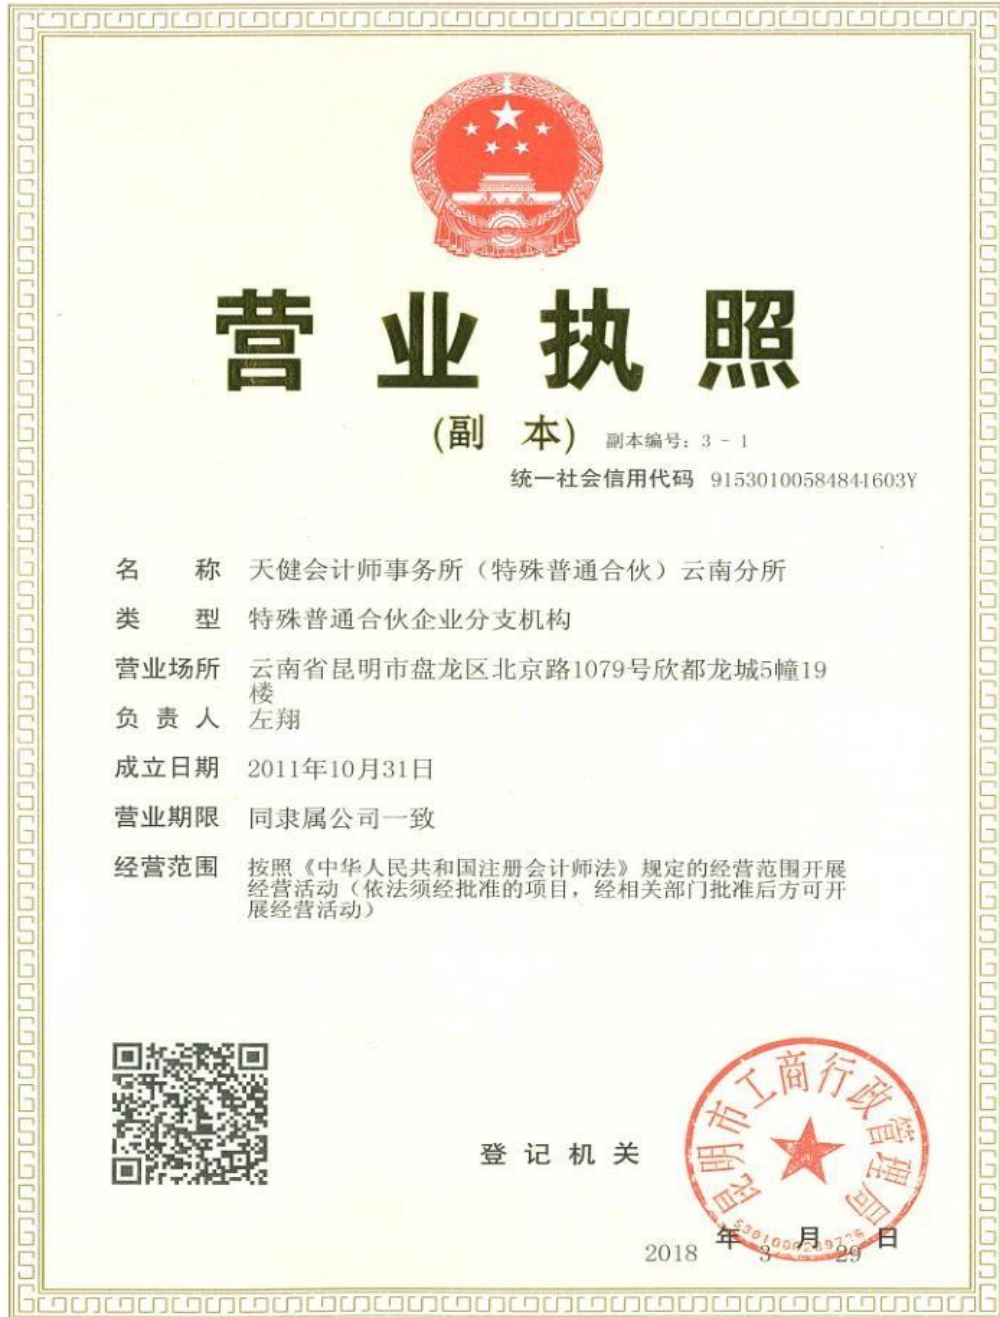 营业执照
(副 本) 副本编号: 3 - 1
统一社会信用代码 91530100584841603Y
名 称 天健会计师事务所（特殊普通合伙）云南分所
类 型 特殊普通合伙企业分支机构
营业场所 云南省昆明市盘龙区北京路1079号欣都龙城5幢19
楼
负 责 人 左翔
成立日期 2011年10月31日
营业期限 同隶属公司一致
经营范围 按照《中华人民共和国注册会计师法》规定的经营范围开展
经营活动（依法须经批准的项目，经相关部门批准后方可开
展经营活动）
昆明市工商行政管理局
登 记 机 关
2018 年 3 月 29 日